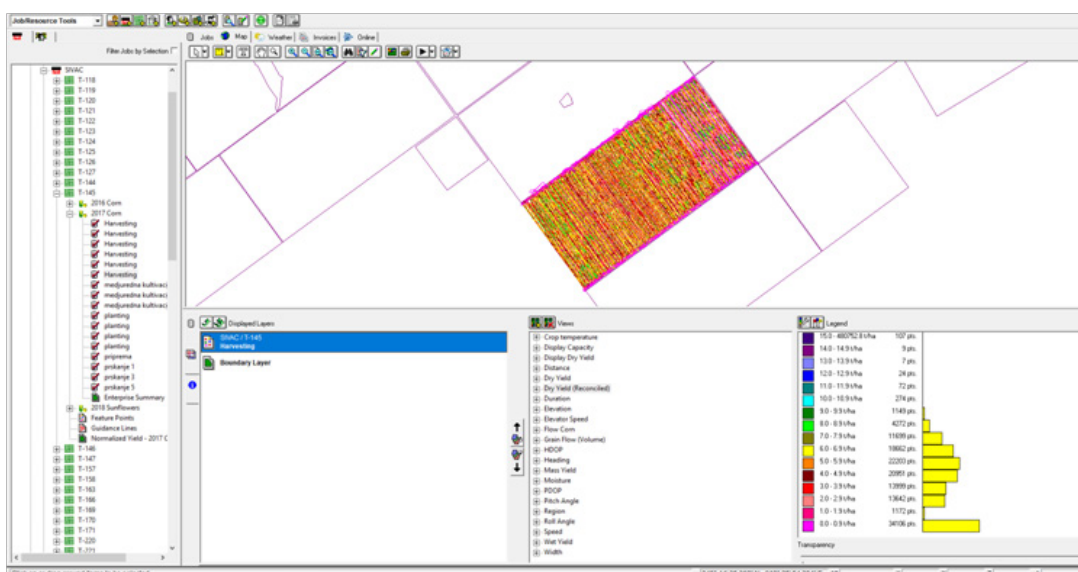 Job/Resource Tools
Jobs Map Weather Invoices Online
Filter Jobs by Selection
SIVAC
T-118
T-119
T-120
T-121
T-122
T-123
T-124
T-125
T-126
T-127
T-144
T-145
2016 Corn
2017 Corn
Harvesting
Harvesting
Harvesting
Harvesting
Harvesting
Harvesting
medjuredna kultivaci
medjuredna kultivaci
medjuredna kultivaci
planting
planting
planting
planting
priprema
prskanje 1
prskanje 3
prskanje 5
Enterprise Summary
2018 Sunflowers
Feature Points
Guidance Lines
Normalized Yield - 2017 C
T-146
T-147
T-157
T-158
T-163
T-166
T-169
T-170
T-171
T-220
T-221
Displayed Layers
SIVAC / T-145
Harvesting
Boundary Layer
Views
Crop temperature
Display Capacity
Display Dry Yield
Distance
Dry Yield
Dry Yield (Reconciled)
Duration
Elevation
Elevator Speed
Flow Corn
Grain Flow (Volume)
HDOP
Heading
Mass Yield
Moisture
PDOP
Pitch Angle
Region
Roll Angle
Speed
Wet Yield
Width
Legend
15.0 - 480752.8 t/ha 107 pts.
14.0 - 14.9 t/ha 9 pts.
13.0 - 13.9 t/ha 7 pts.
12.0 - 12.9 t/ha 24 pts.
11.0 - 11.9 t/ha 72 pts.
10.0 - 10.9 t/ha 274 pts.
9.0 - 9.9 t/ha 1149 pts.
8.0 - 8.9 t/ha 4272 pts.
7.0 - 7.9 t/ha 11699 pts.
6.0 - 6.9 t/ha 18662 pts.
5.0 - 5.9 t/ha 22203 pts.
4.0 - 4.9 t/ha 20951 pts.
3.0 - 3.9 t/ha 13999 pts.
2.0 - 2.9 t/ha 13642 pts.
1.0 - 1.9 t/ha 1172 pts.
0.0 - 0.9 t/ha 34106 pts.
Transparency